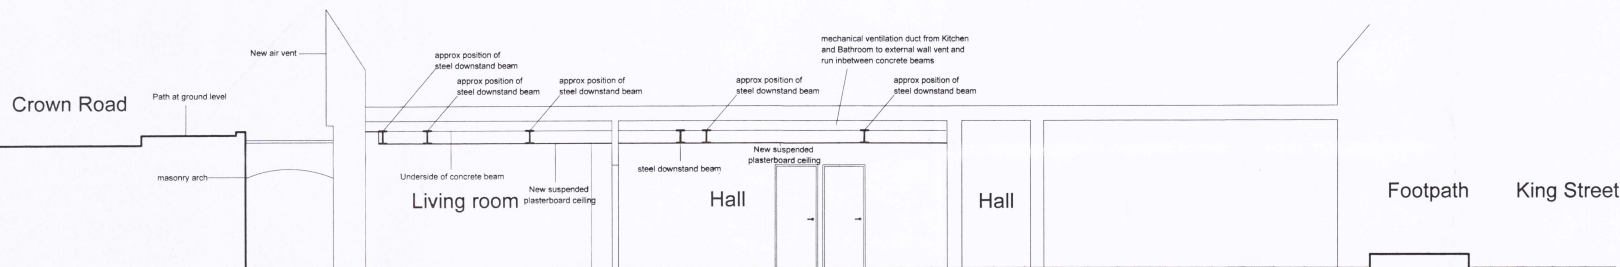 mechanical ventilation duct from Kitchen
and Bathroom to external wall vent and
run inbetween concrete beams
New air vent
approx position of
steel downstand beam
approx position of
steel downstand beam
approx position of
steel downstand beam
approx position of
steel downstand beam
approx position of
steel downstand beam
Crown Road
Path at ground level
masonry arch
Underside of concrete beam
New suspended
plasterboard ceiling
Living room
steel downstand beam
New suspended
plasterboard ceiling
Hall
Hall
Footpath
King Street